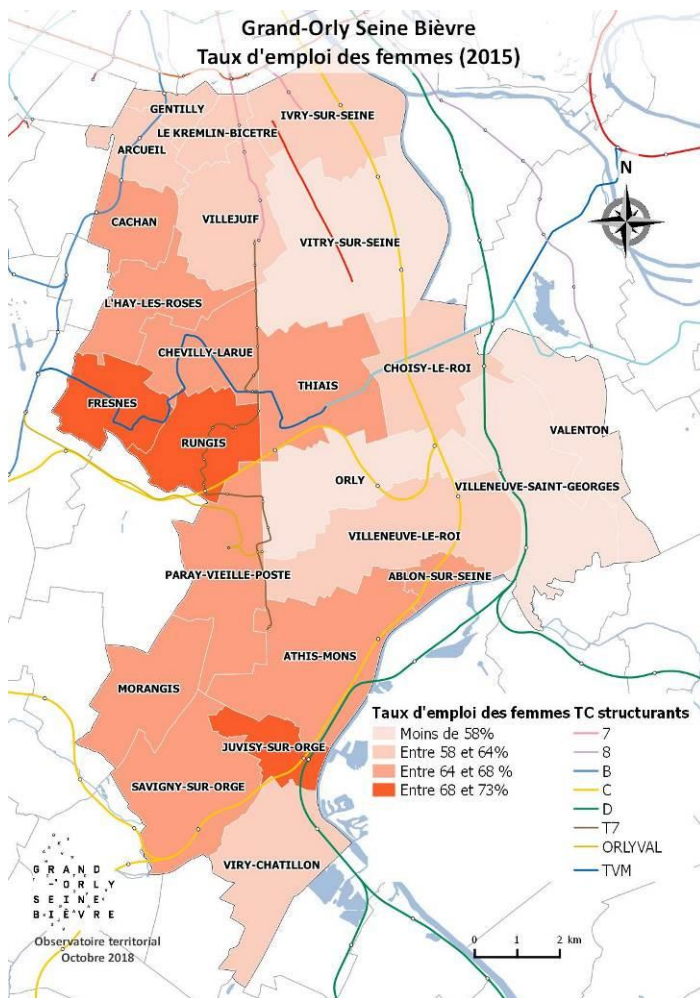 Grand-Orly Seine Bièvre
Taux d'emploi des femmes (2015)
GENTILLY
IVRY-SUR-SEINE
LE KREMLIN-BICETRE
ARCUEIL
N
CACHAN
VILLEJUIF
VITRY-SUR-SEINE
L'HAY-LES-ROSES
CHEVILLY-LARUE
THIAIS
CHOISY-LE-ROI
FRESNES
RUNGIS
VALENTON
ORLY
VILLENEUVE-SAINT-GEORGES
VILLENEUVE-LE-ROI
PARAY-VIEILLE-POSTE
ABLON-SUR-SEINE
ATHIS-MONS
MORANGIS
JUVISY-SUR-ORGE
SAVIGNY-SUR-ORGE
VIRY-CHATILLON
Taux d'emploi des femmes
Moins de 58%
Entre 58 et 64%
Entre 64 et 68 %
Entre 68 et 73%
TC structurants
7
8
B
C
D
T7
ORLYVAL
TVM
GRAND
-ORLY
SEINE
BIÈVRE
Observatoire territorial
Octobre 2018
0 1 2 km